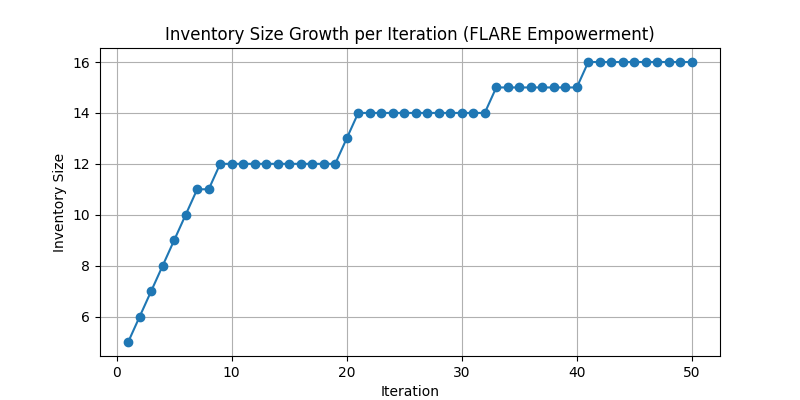 Inventory Size Growth per Iteration (FLARE Empowerment)
16
14
12
10
8
6
Inventory Size
0 10 20 30 40 50
Iteration